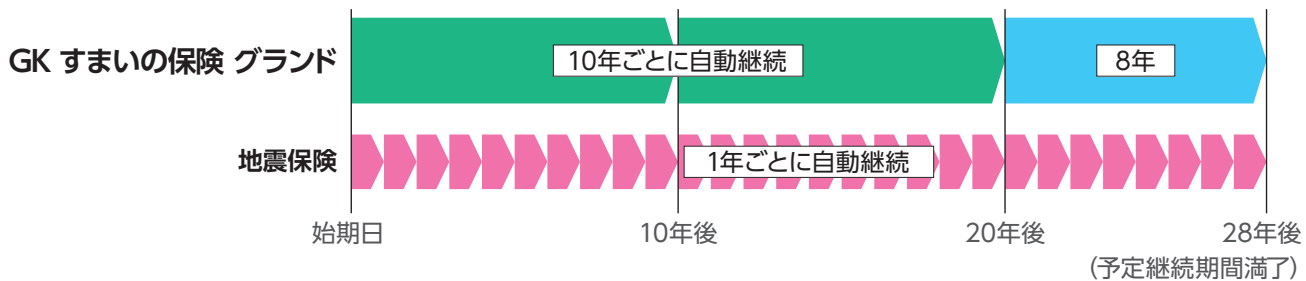 GK すまいの保険 グランド
10年ごとに自動継続
8年
地震保険
1年ごとに自動継続
始期日
10年後
20年後
28年後
(予定継続期間満了)